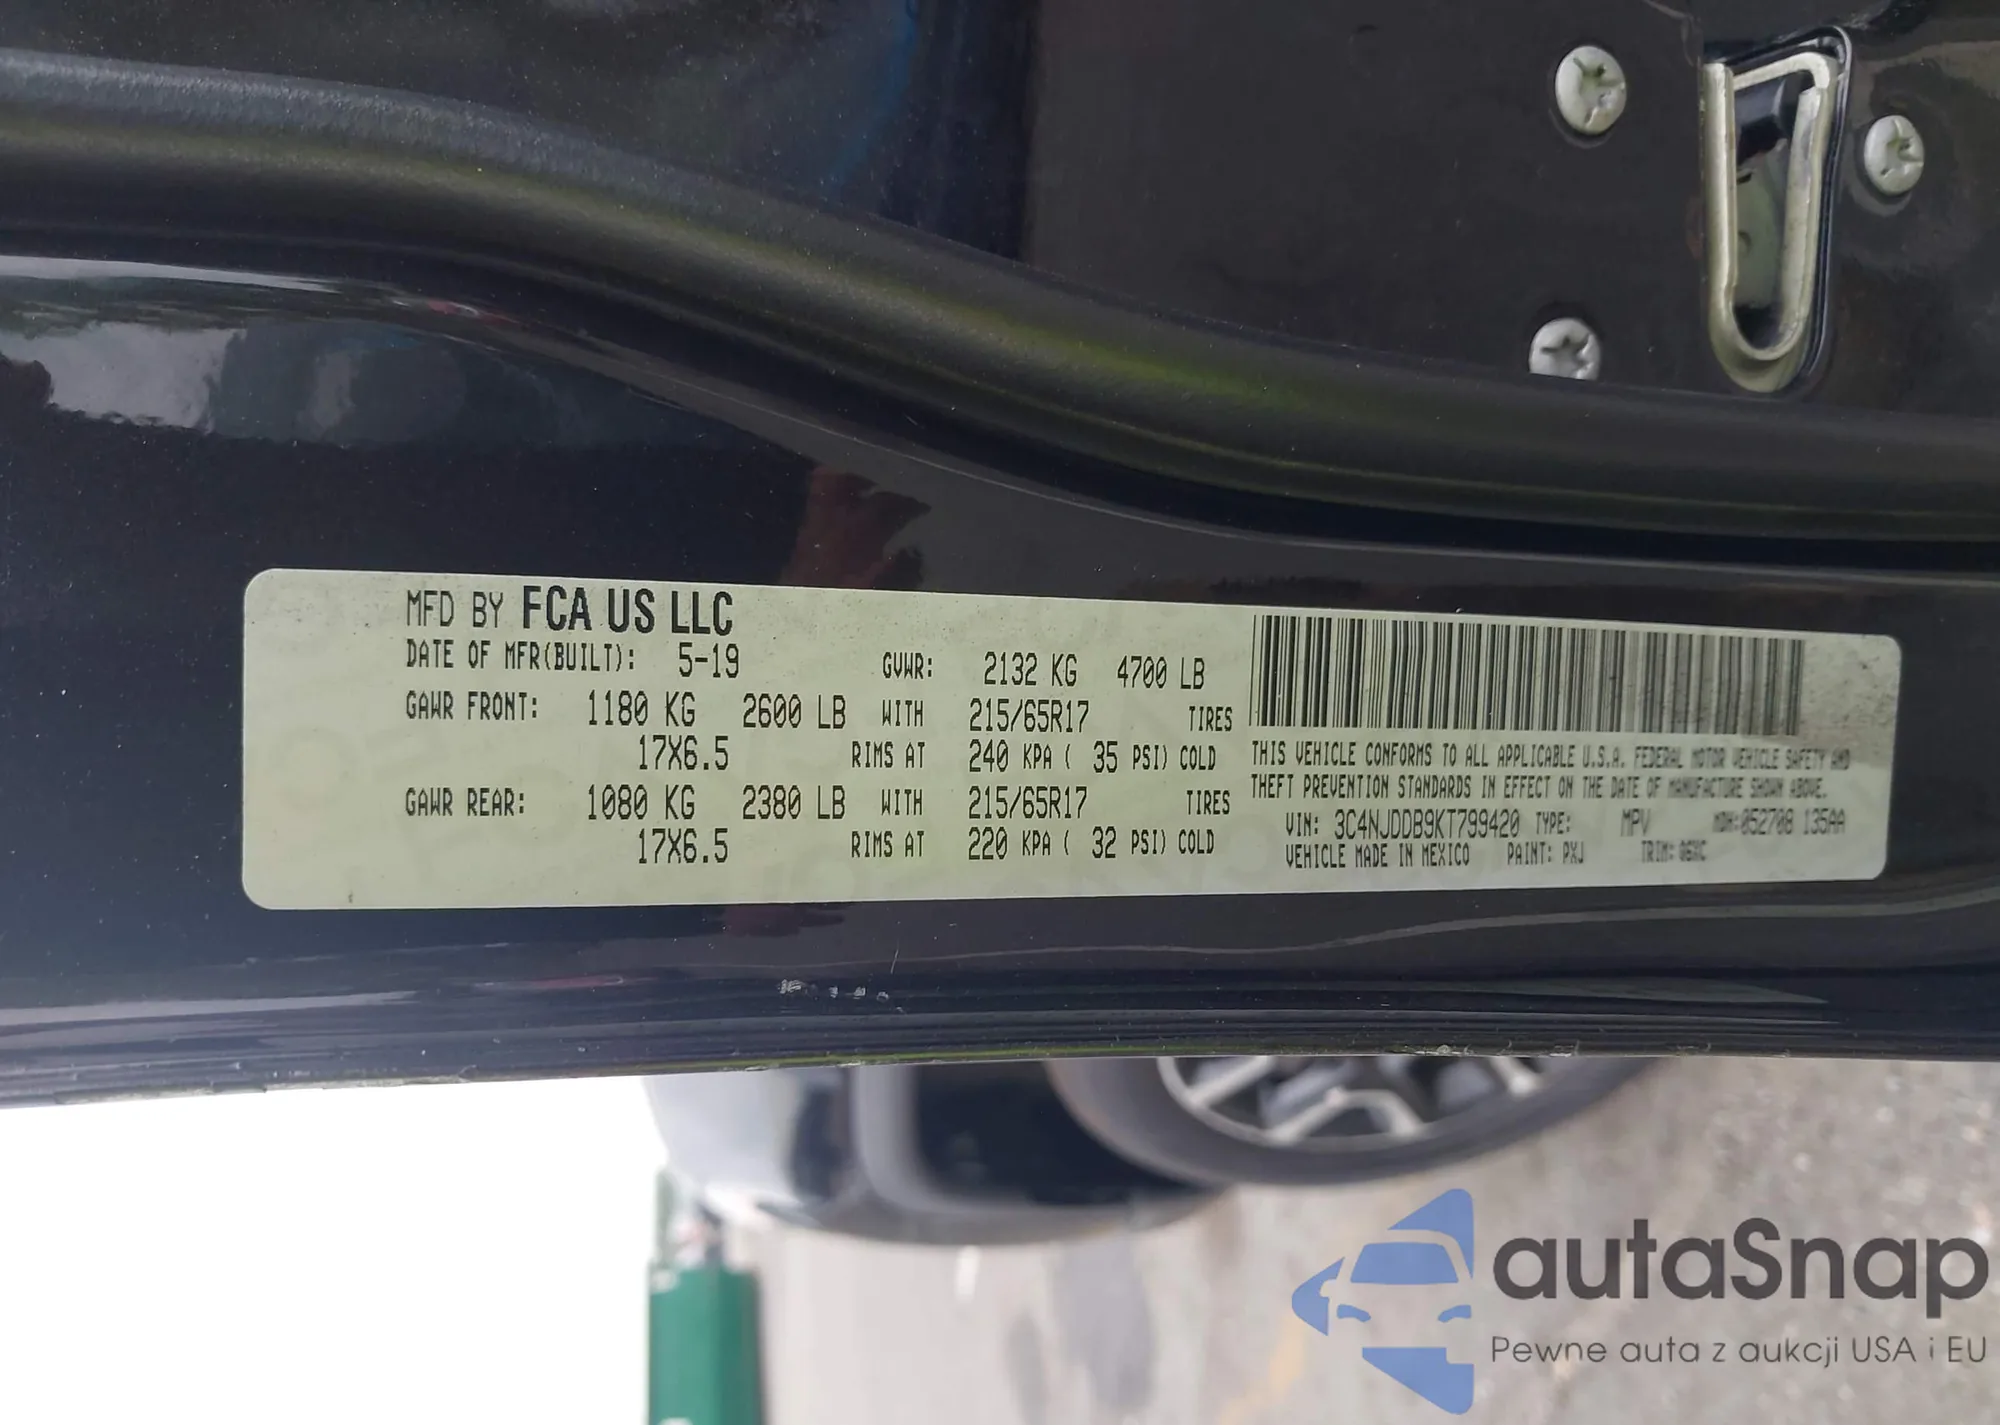 MFD BY FCA US LLC
DATE OF MFR(BUILT): 5-19 GVWR: 2132 KG 4700 LB
GAWR FRONT: 1180 KG 2600 LB WITH 215/65R17 TIRES
17X6.5 RIMS AT 240 KPA ( 35 PSI) COLD
GAWR REAR: 1080 KG 2380 LB WITH 215/65R17 TIRES
17X6.5 RIMS AT 220 KPA ( 32 PSI) COLD
THIS VEHICLE CONFORMS TO ALL APPLICABLE U.S.A. FEDERAL MOTOR VEHICLE SAFETY AND
THEFT PREVENTION STANDARDS IN EFFECT ON THE DATE OF MANUFACTURE SHOWN ABOVE.
VIN: 3C4NJDDB9KT799420 TYPE: MPV MDH:052708 135AA
VEHICLE MADE IN MEXICO PAINT: PXJ TRIM:
autaSnap
Pewne auta z aukcji USA i EU